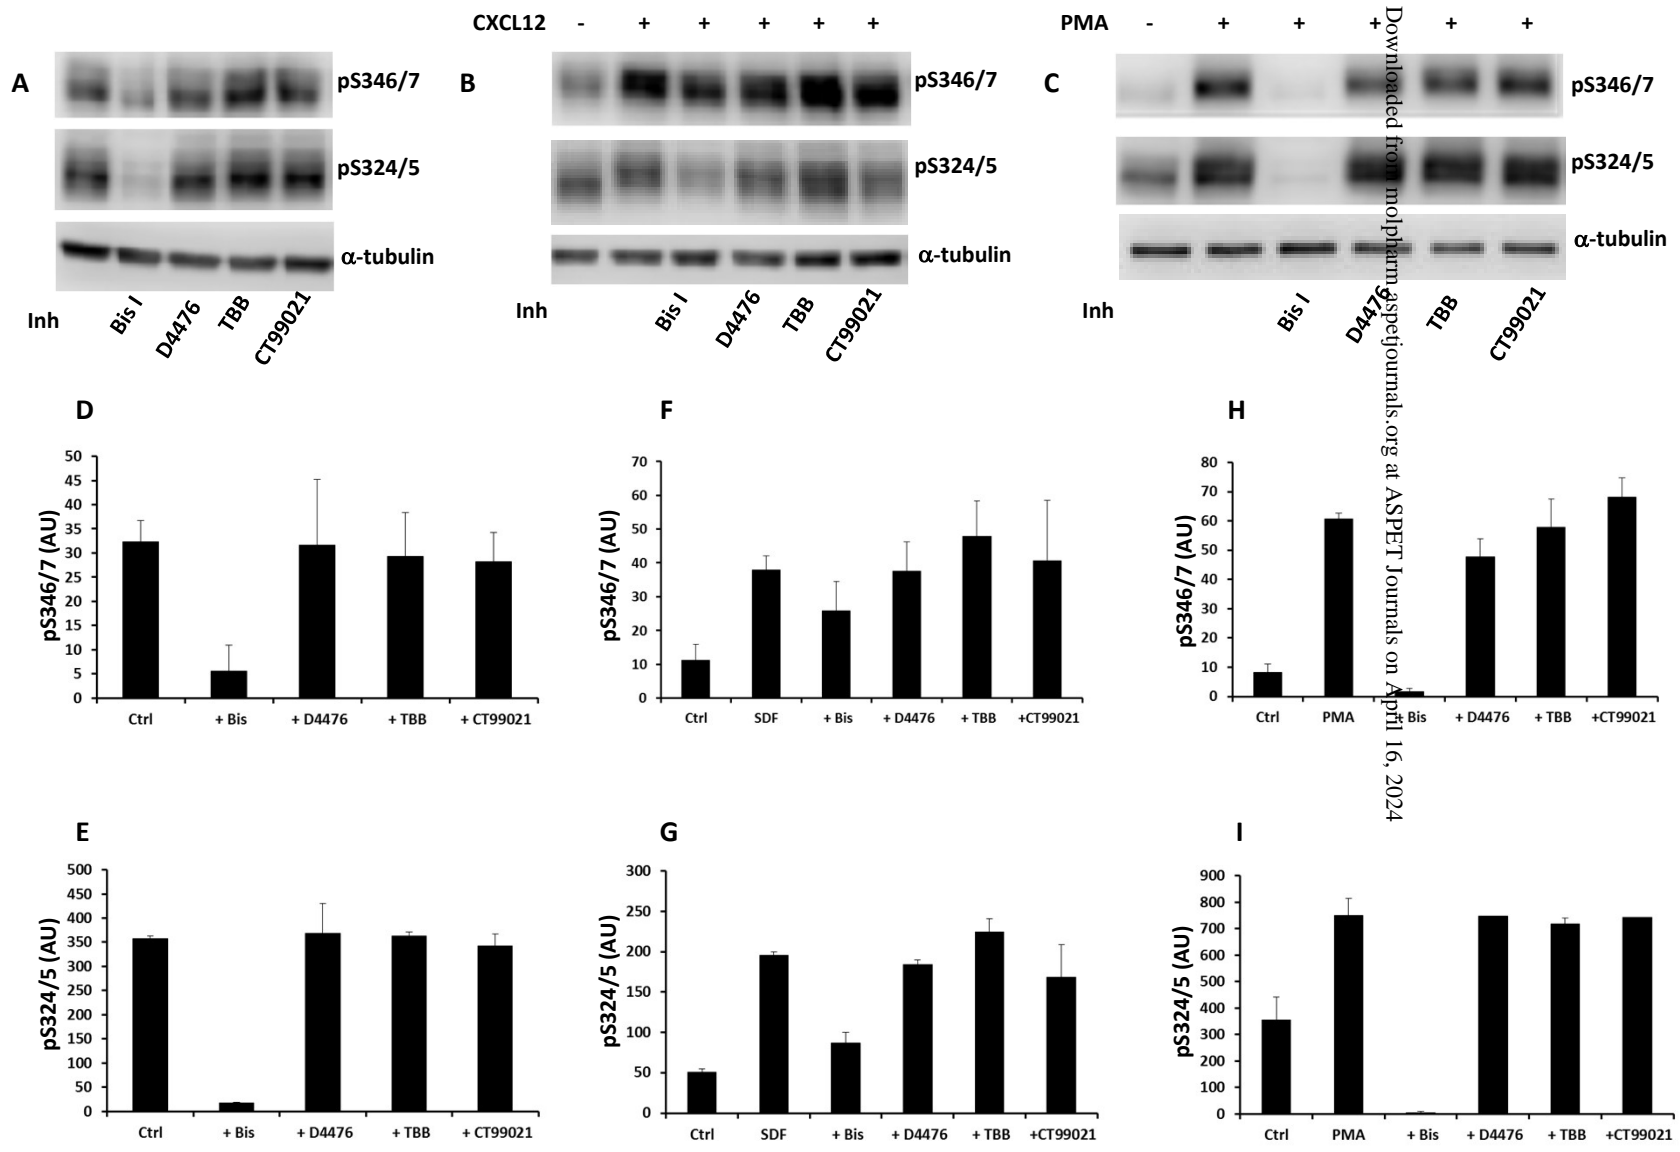 CXCL12 - + + + + +
PMA - + + + + +
A
pS346/7
pS324/5
α-tubulin
Inh
Bis I
D4476
TBB
CT99021
B
pS346/7
pS324/5
α-tubulin
Inh
Bis I
D4476
TBB
CT99021
C
pS346/7
pS324/5
α-tubulin
Inh
Bis I
D4476
TBB
CT99021
Downloaded from molpharm.aspetjournals.org at ASPET Journals on April 16, 2024
D
pS346/7 (AU)
50
45
40
35
30
25
20
15
10
5
0
Ctrl + Bis + D4476 + TBB + CT99021
F
pS346/7 (AU)
70
60
50
40
30
20
10
0
Ctrl SDF + Bis + D4476 + TBB +CT99021
H
pS346/7 (AU)
80
70
60
50
40
30
20
10
0
Ctrl PMA + Bis + D4476 + TBB +CT99021
E
pS324/5 (AU)
500
450
400
350
300
250
200
150
100
50
0
Ctrl + Bis + D4476 + TBB + CT99021
G
pS324/5 (AU)
300
250
200
150
100
50
0
Ctrl SDF + Bis + D4476 + TBB +CT99021
I
pS324/5 (AU)
900
800
700
600
500
400
300
200
100
0
Ctrl PMA + Bis + D4476 + TBB +CT99021